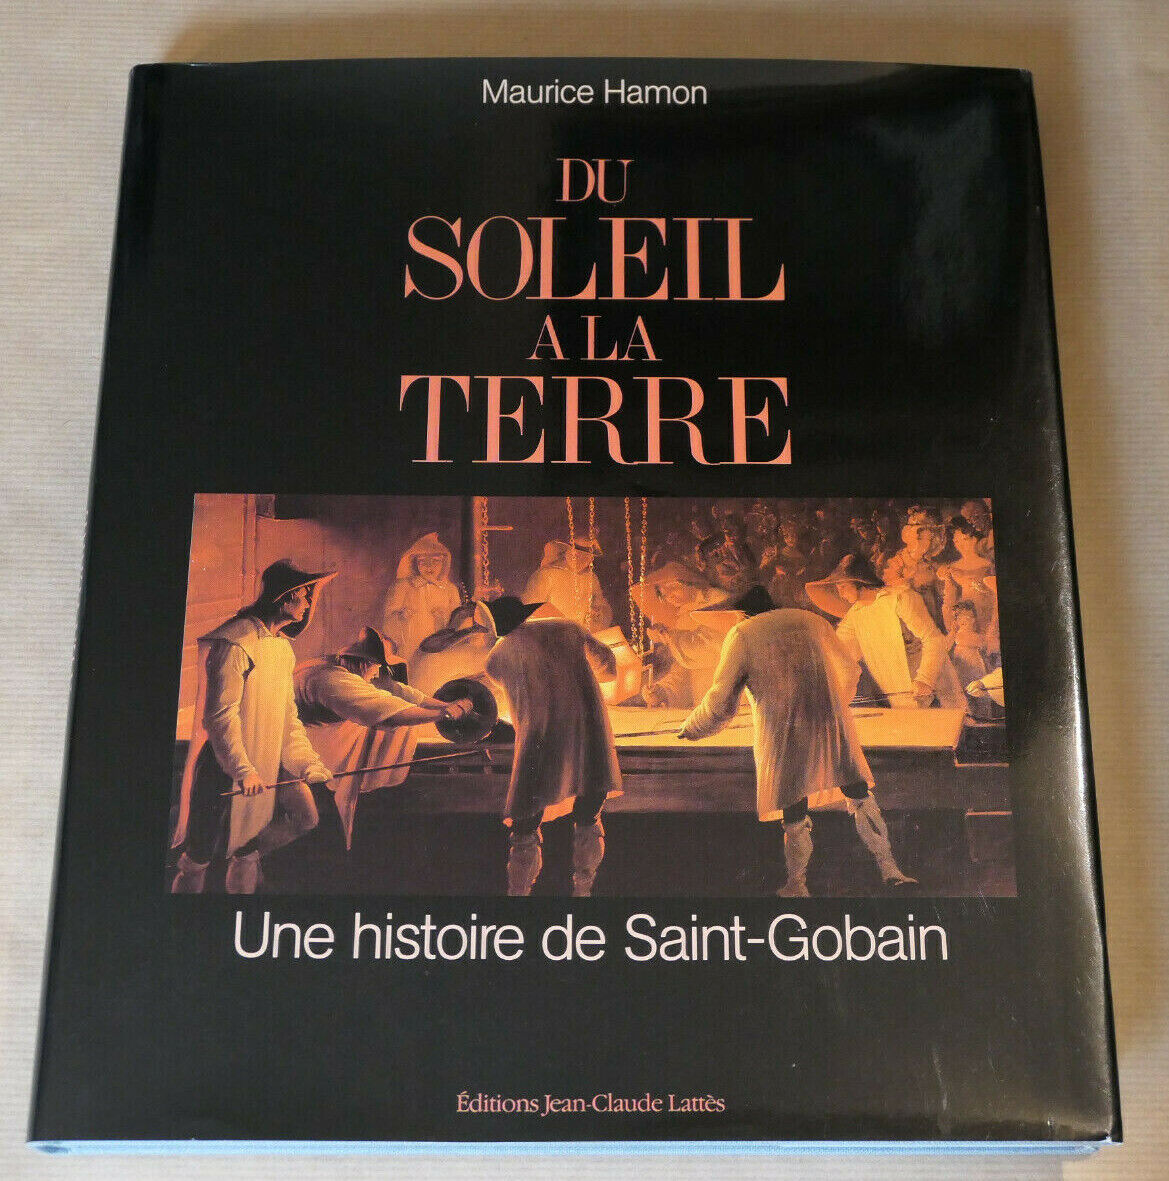 Maurice Hamon
DU
SOLEIL
A LA
TERRE
Une histoire de Saint-Gobain
Éditions Jean-Claude Lattès